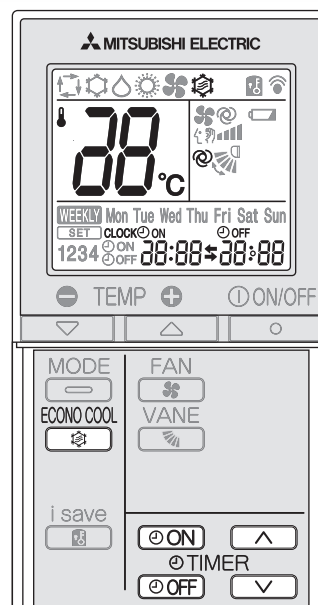 MITSUBISHI ELECTRIC
88 °C
WEEKLY Mon Tue Wed Thu Fri Sat Sun
SET CLOCK ON OFF
1234 ON OFF 88:88 88:88
TEMP ON/OFF
MODE FAN
ECONO COOL VANE
i save
ON
TIMER
OFF